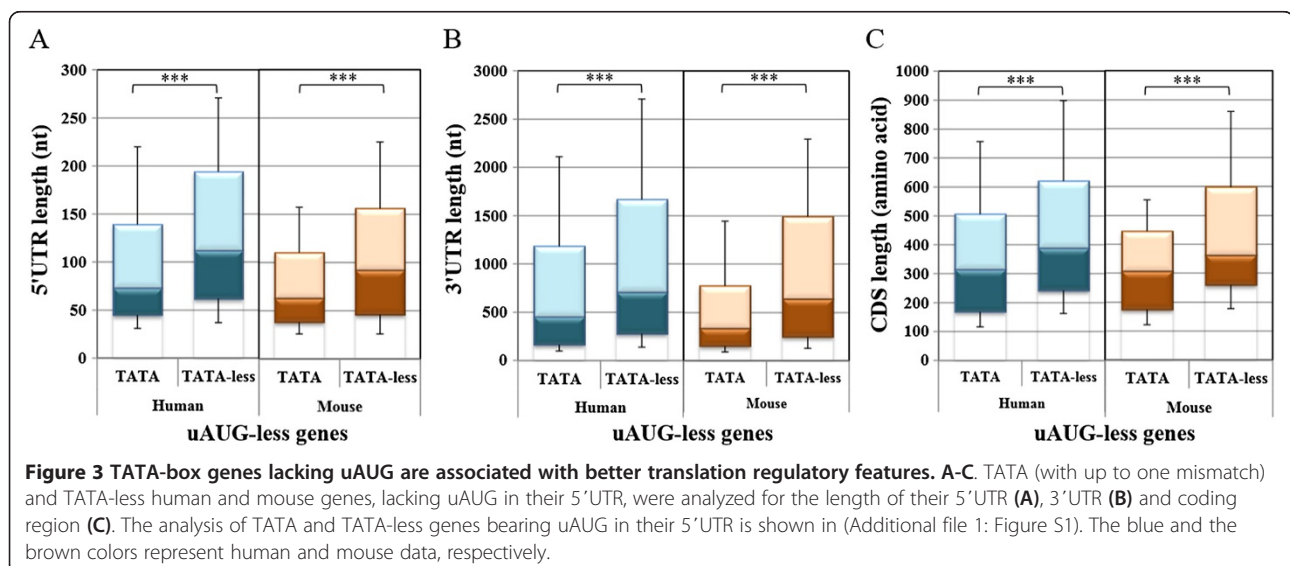 A
B
C
5'UTR length (nt)
300
250
200
150
100
50
0
***
***
TATA
TATA-less
TATA
TATA-less
Human
Mouse
uAUG-less genes
3'UTR length (nt)
3000
2500
2000
1500
1000
500
0
***
***
TATA
TATA-less
TATA
TATA-less
Human
Mouse
uAUG-less genes
CDS length (amino acid)
1000
900
800
700
600
500
400
300
200
100
0
***
***
TATA
TATA-less
TATA
TATA-less
Human
Mouse
uAUG-less genes
Figure 3 TATA-box genes lacking uAUG are associated with better translation regulatory features. A-C. TATA (with up to one mismatch)
and TATA-less human and mouse genes, lacking uAUG in their 5′UTR, were analyzed for the length of their 5′UTR (A), 3′UTR (B) and coding
region (C). The analysis of TATA and TATA-less genes bearing uAUG in their 5′UTR is shown in (Additional file 1: Figure S1). The blue and the
brown colors represent human and mouse data, respectively.